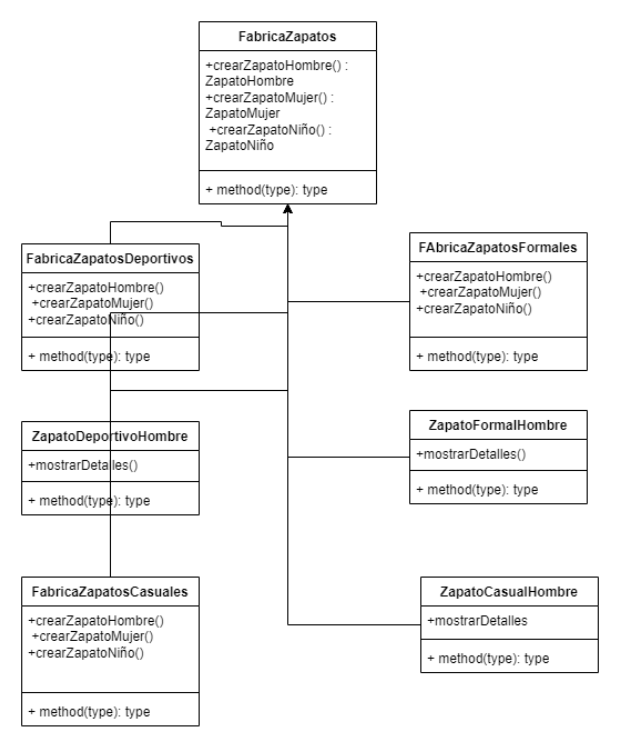 FabricaZapatos
+crearZapatoHombre() :
ZapatoHombre
+crearZapatoMujer() :
ZapatoMujer
+crearZapatoNiño() :
ZapatoNiño
+ method(type): type
FabricaZapatosDeportivos
+crearZapatoHombre()
+crearZapatoMujer()
+crearZapatoNiño()
+ method(type): type
FAbricaZapatosFormales
+crearZapatoHombre()
+crearZapatoMujer()
+crearZapatoNiño()
+ method(type): type
ZapatoDeportivoHombre
+mostrarDetalles()
+ method(type): type
ZapatoFormalHombre
+mostrarDetalles()
+ method(type): type
FabricaZapatosCasuales
+crearZapatoHombre()
+crearZapatoMujer()
+crearZapatoNiño()
+ method(type): type
ZapatoCasualHombre
+mostrarDetalles
+ method(type): type